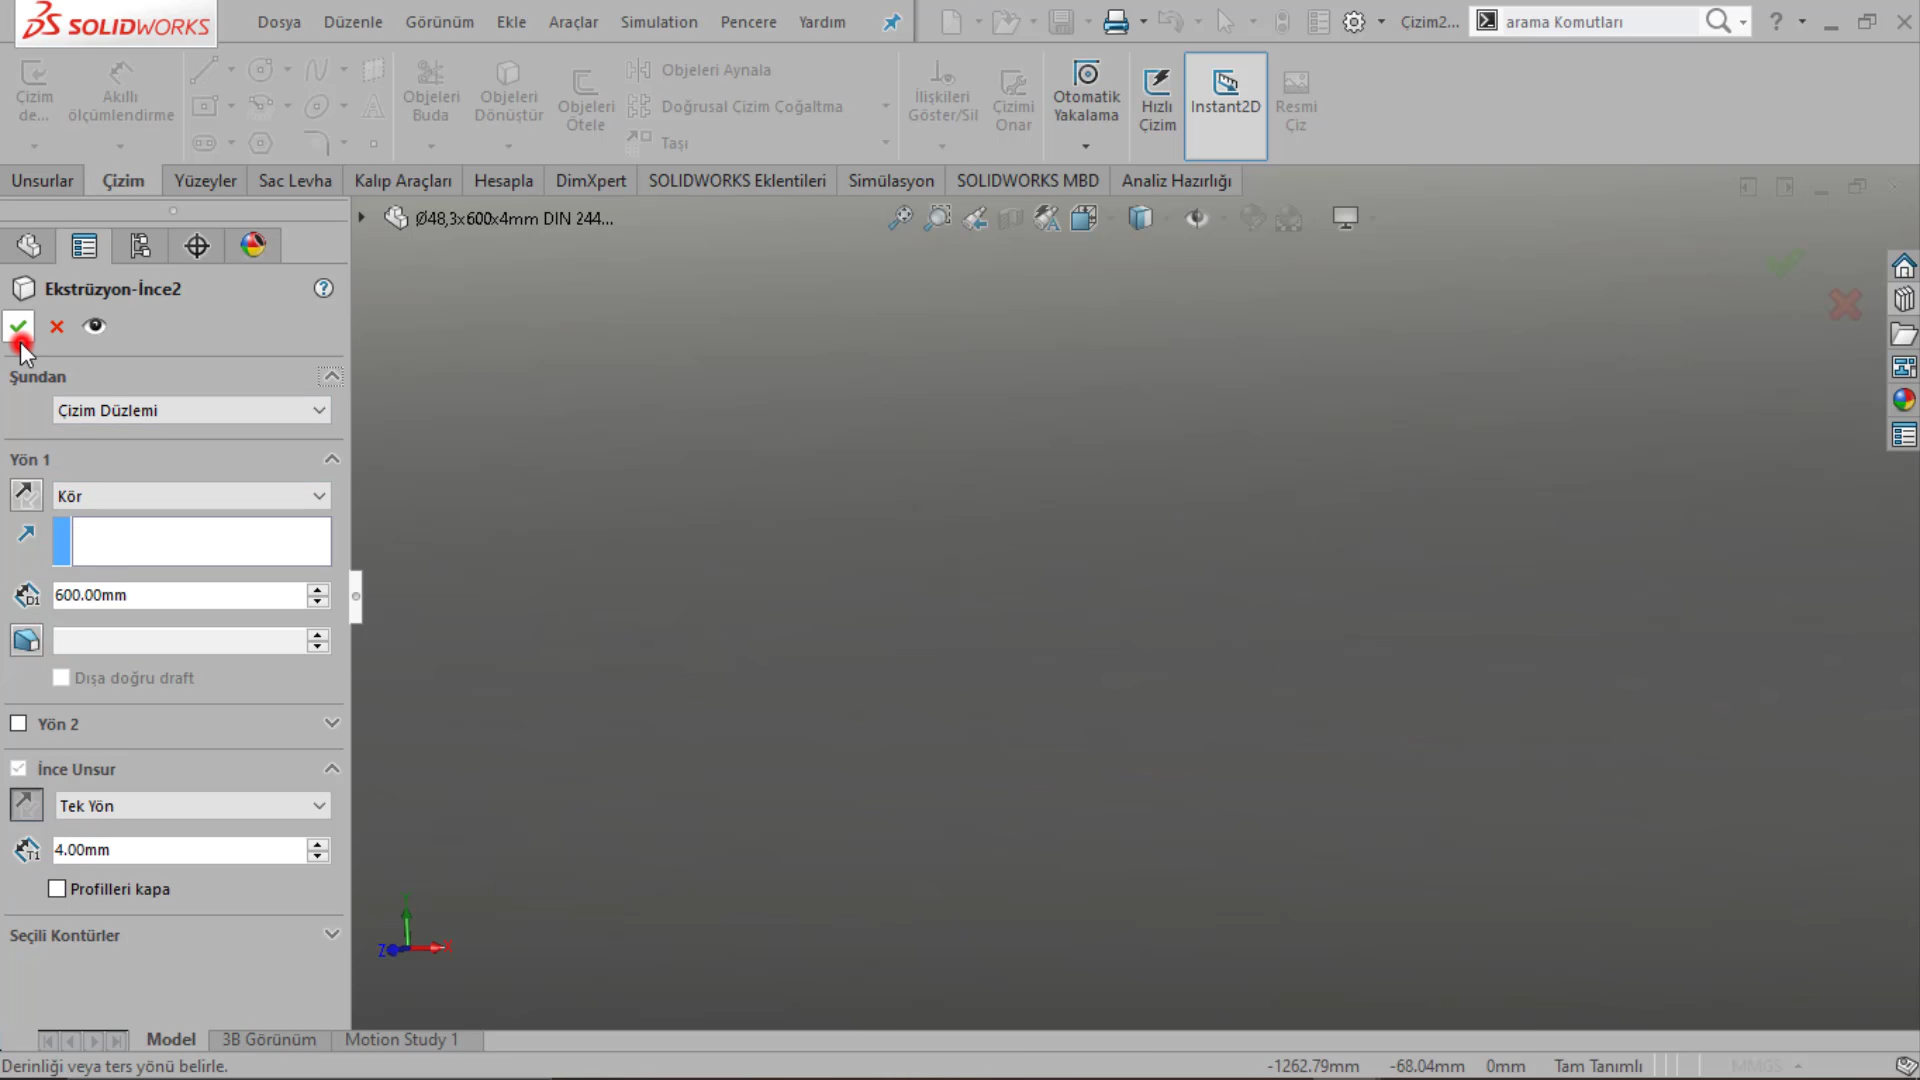 SOLIDWORKS
Dosya Düzenle Görünüm Ekle Araçlar Simulation Pencere Yardım Çizim2... arama Komutları ?
Çizim de...
Akıllı ölçümlendirme
Objeleri Buda
Objeleri Dönüştür
Objeleri Ötele
Objeleri Aynala
Doğrusal Çizim Çoğaltma
Taşı
İlişkileri Göster/Sil
Çizimi Onar
Otomatik Yakalama
Hızlı Çizim
Instant2D
Resmi Çiz
Unsurlar Çizim Yüzeyler Sac Levha Kalıp Araçları Hesapla DimXpert SOLIDWORKS Eklentileri Simülasyon SOLIDWORKS MBD Analiz Hazırlığı
Ø48,3x600x4mm DIN 244...
Ekstrüzyon-İnce2 ?
Şundan
Çizim Düzlemi
Yön 1
Kör
D1 600.00mm
Dışa doğru draft
Yön 2
İnce Unsur
Tek Yön
T1 4.00mm
Profilleri kapa
Seçili Kontürler
Y
Z X
Model 3B Görünüm Motion Study 1
Derinliği veya ters yönü belirle. -1262.79mm -68.04mm 0mm Tam Tanımlı MMGS